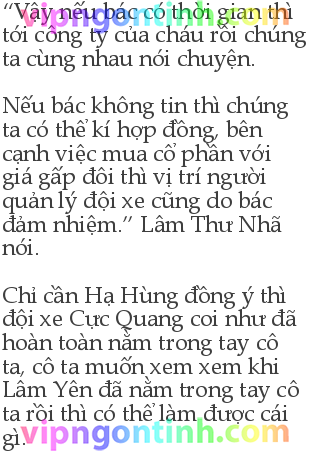 “Vậy nếu bác có thời gian thì
tới công ty của cháu rồi chúng
ta cùng nhau nói chuyện.
Nếu bác không tin thì chúng
ta có thể kí hợp đồng, bên
cạnh việc mua cổ phần với
giá gấp đôi thì vị trí người
quản lý đội xe cũng do bác
đảm nhiệm.” Lâm Thư Nhã
nói.
Chỉ cần Hạ Hùng đồng ý thì
đội xe Cực Quang coi như đã
hoàn toàn nằm trong tay cô
ta, cô ta muốn xem xem khi
Lâm Yên đã nằm trong tay cô
ta rồi thì có thể làm được cái
gì.
vipngontinh.com
vipngontinh.com